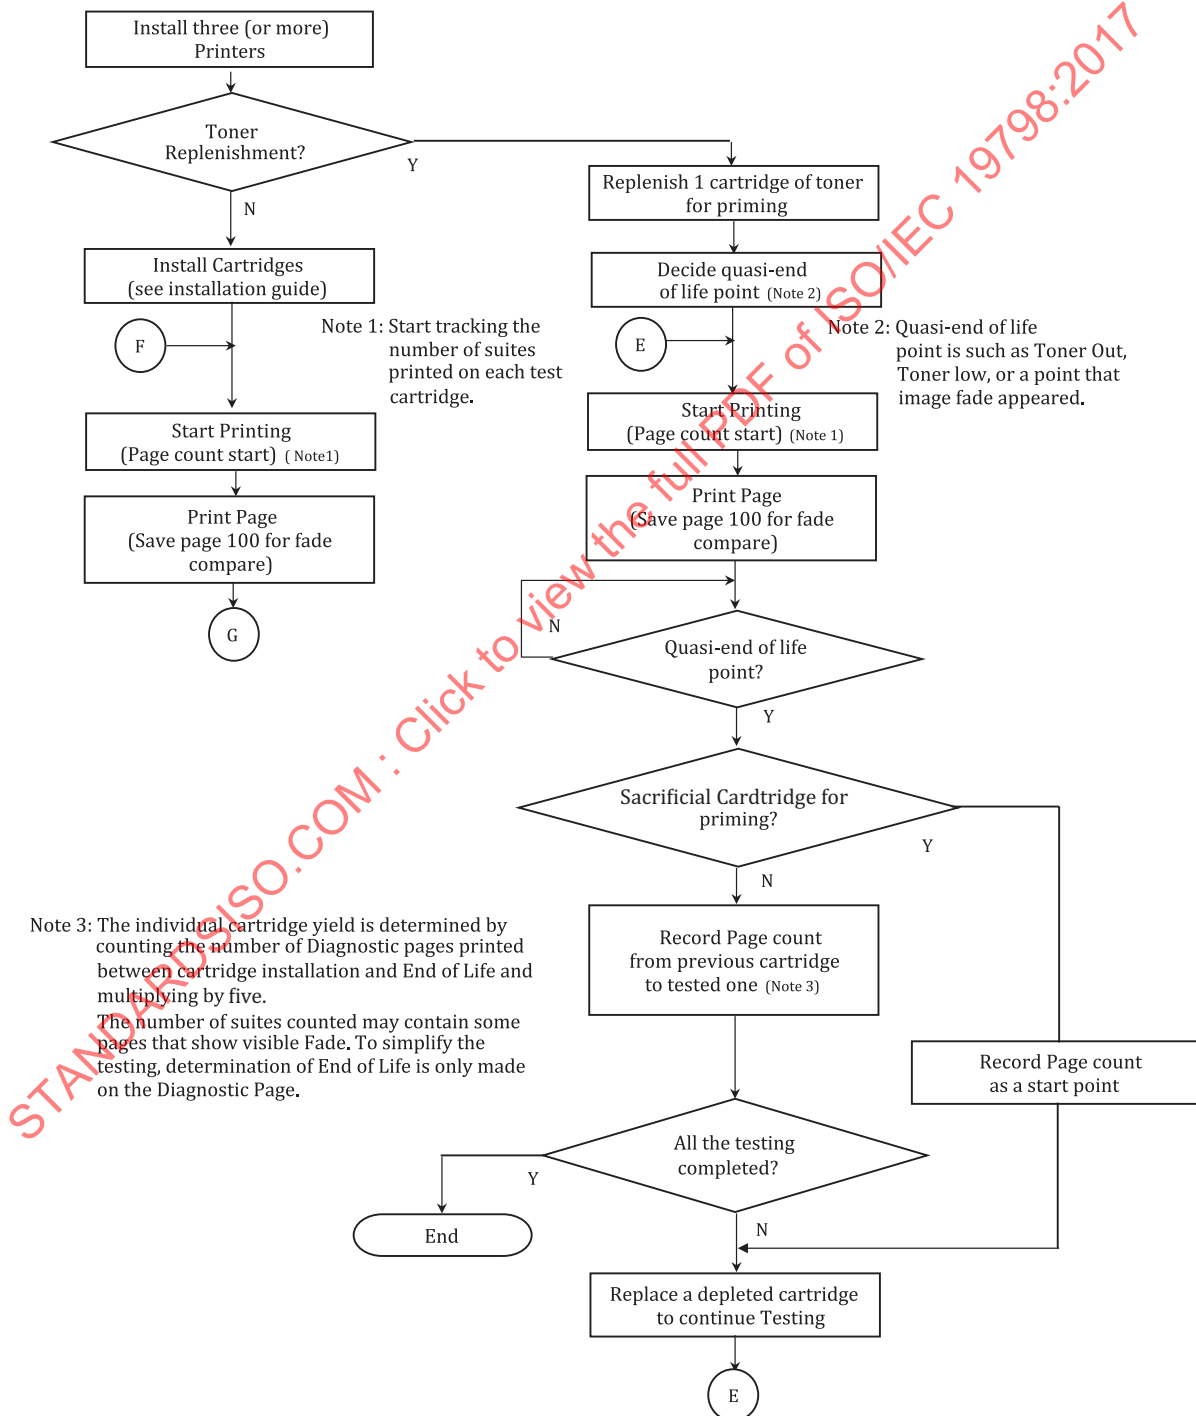 Install three (or more)
Printers
Toner
Replenishment?
Y
N
Install Cartridges
(see installation guide)
F
Note 1: Start tracking the
number of suites
printed on each test
cartridge.
Start Printing
(Page count start) ( Note1)
Print Page
(Save page 100 for fade
compare)
G
Replenish 1 cartridge of toner
for priming
Decide quasi-end
of life point (Note 2)
E
Note 2: Quasi-end of life
point is such as Toner Out,
Toner low, or a point that
image fade appeared.
Start Printing
(Page count start) (Note 1)
Print Page
(Save page 100 for fade
compare)
N
Quasi-end of life
point?
Y
Sacrificial Cardtridge for
priming?
Y
N
Note 3: The individual cartridge yield is determined by
counting the number of Diagnostic pages printed
between cartridge installation and End of Life and
multiplying by five.
The number of suites counted may contain some
pages that show visible Fade. To simplify the
testing, determination of End of Life is only made
on the Diagnostic Page.
Record Page count
from previous cartridge
to tested one (Note 3)
Record Page count
as a start point
All the testing
completed?
Y
End
N
Replace a depleted cartridge
to continue Testing
E
STANDARDSISO.COM : Click to view the full PDF of ISO/IEC 19798:2017